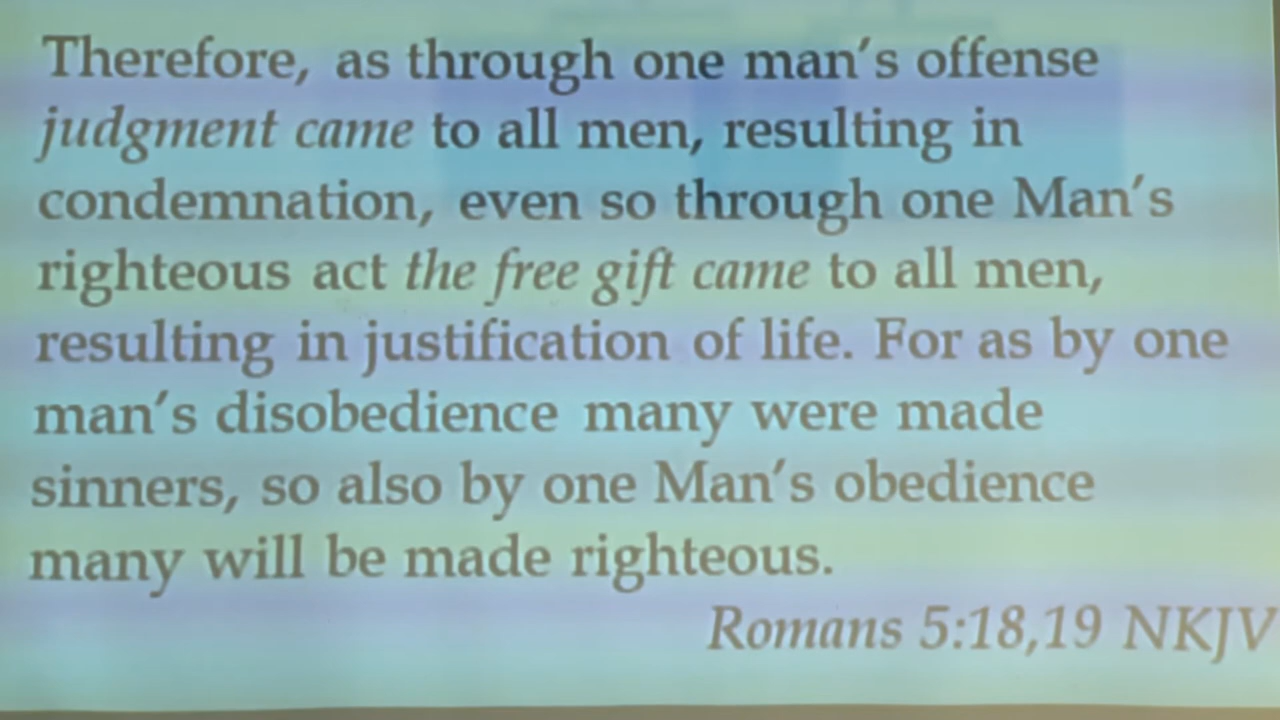 Therefore, as through one man's offense
judgment came to all men, resulting in
condemnation, even so through one Man's
righteous act the free gift came to all men,
resulting in justification of life. For as by one
man's disobedience many were made
sinners, so also by one Man's obedience
many will be made righteous.
Romans 5:18,19 NKJV